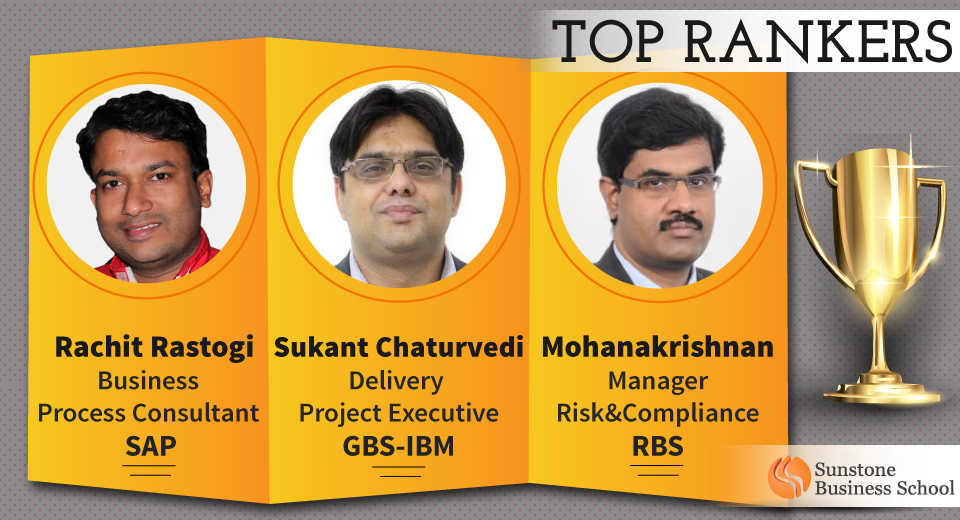 TOP RANKERS
Rachit Rastogi
Business
Process Consultant
SAP
Sukant Chaturvedi
Delivery
Project Executive
GBS-IBM
Mohanakrishnan
Manager
Risk&Compliance
RBS
Sunstone
Business School